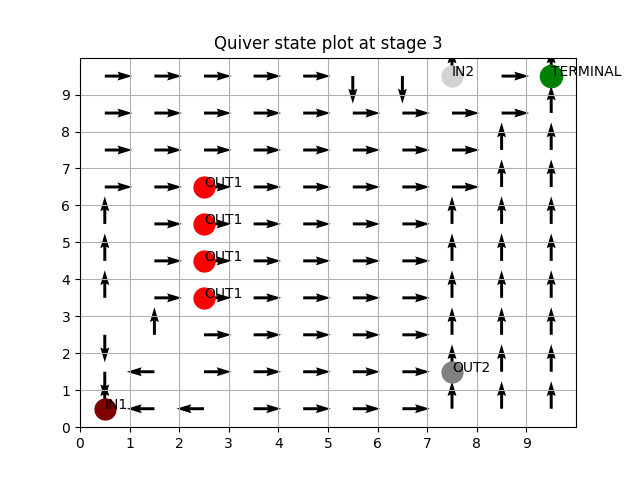 Quiver state plot at stage 3
IN2
TERMINAL
9
8
7
OUT1
6
OUT1
5
OUT1
4
OUT1
3
2
OUT2
1
IN1
0
0 1 2 3 4 5 6 7 8 9